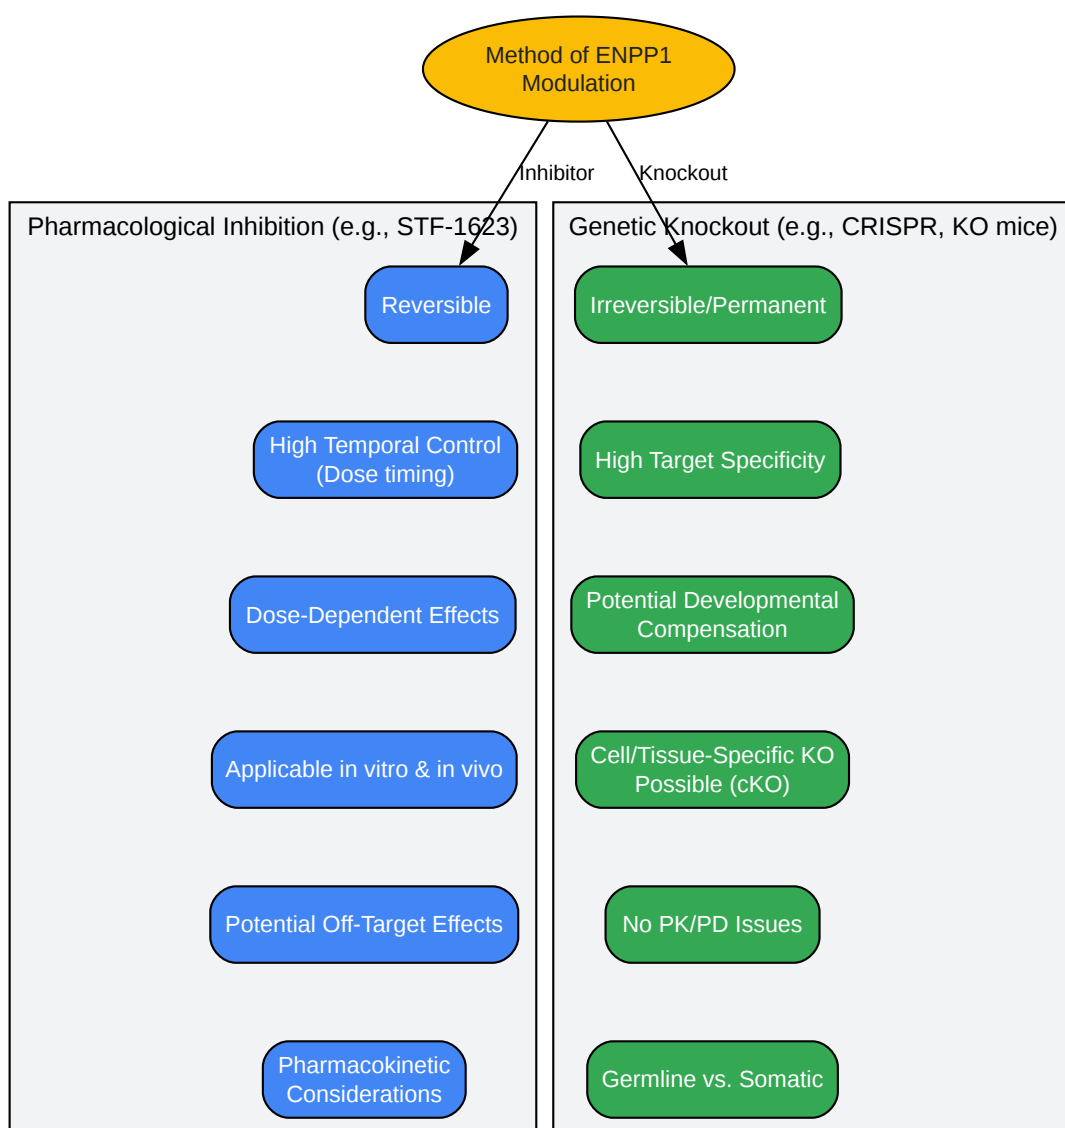 Method of ENPP1
Modulation
Inhibitor
Knockout
Pharmacological Inhibition (e.g., STF-1623)
Reversible
High Temporal Control
(Dose timing)
Dose-Dependent Effects
Applicable in vitro & in vivo
Potential Off-Target Effects
Pharmacokinetic
Considerations
Genetic Knockout (e.g., CRISPR, KO mice)
Irreversible/Permanent
High Target Specificity
Potential Developmental
Compensation
Cell/Tissue-Specific KO
Possible (cKO)
No PK/PD Issues
Germline vs. Somatic